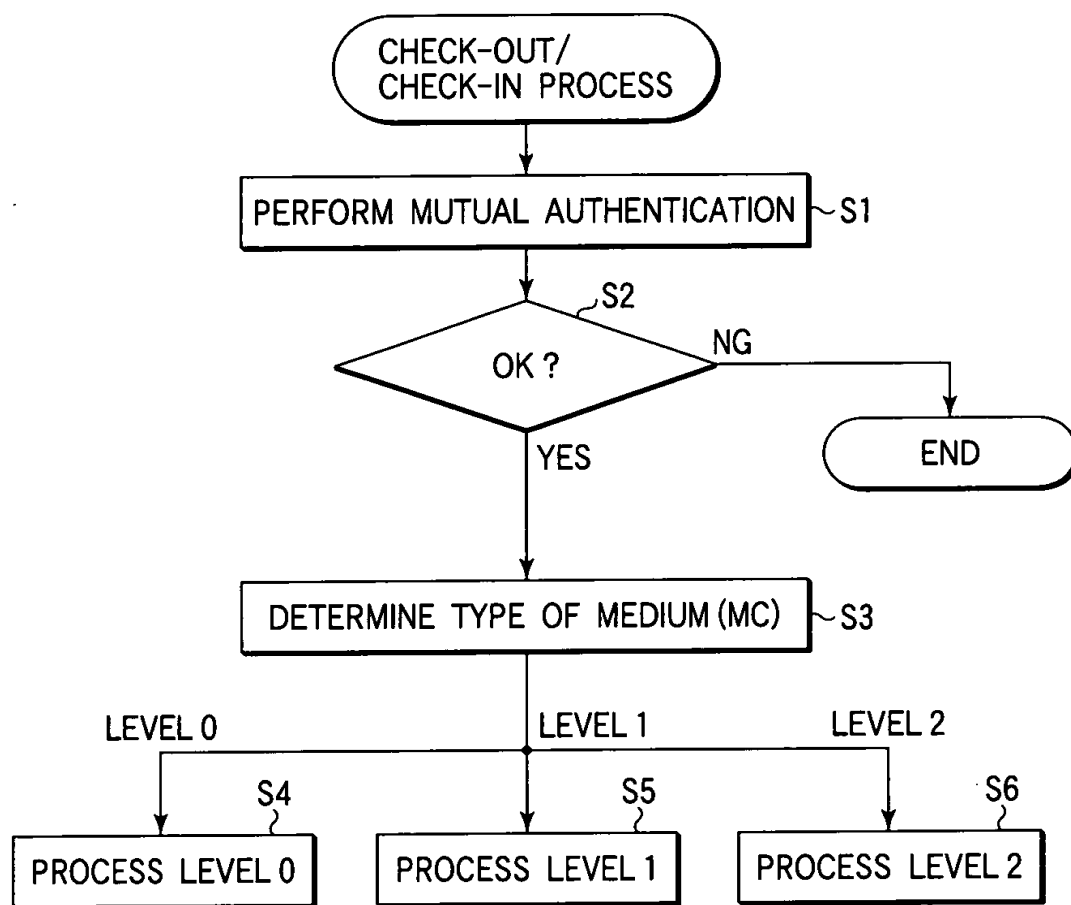 CHECK-OUT/
CHECK-IN PROCESS
PERFORM MUTUAL AUTHENTICATION
S1
S2
OK ?
NG
YES
END
DETERMINE TYPE OF MEDIUM (MC)
S3
LEVEL 0
LEVEL 1
LEVEL 2
S4
S5
S6
PROCESS LEVEL 0
PROCESS LEVEL 1
PROCESS LEVEL 2